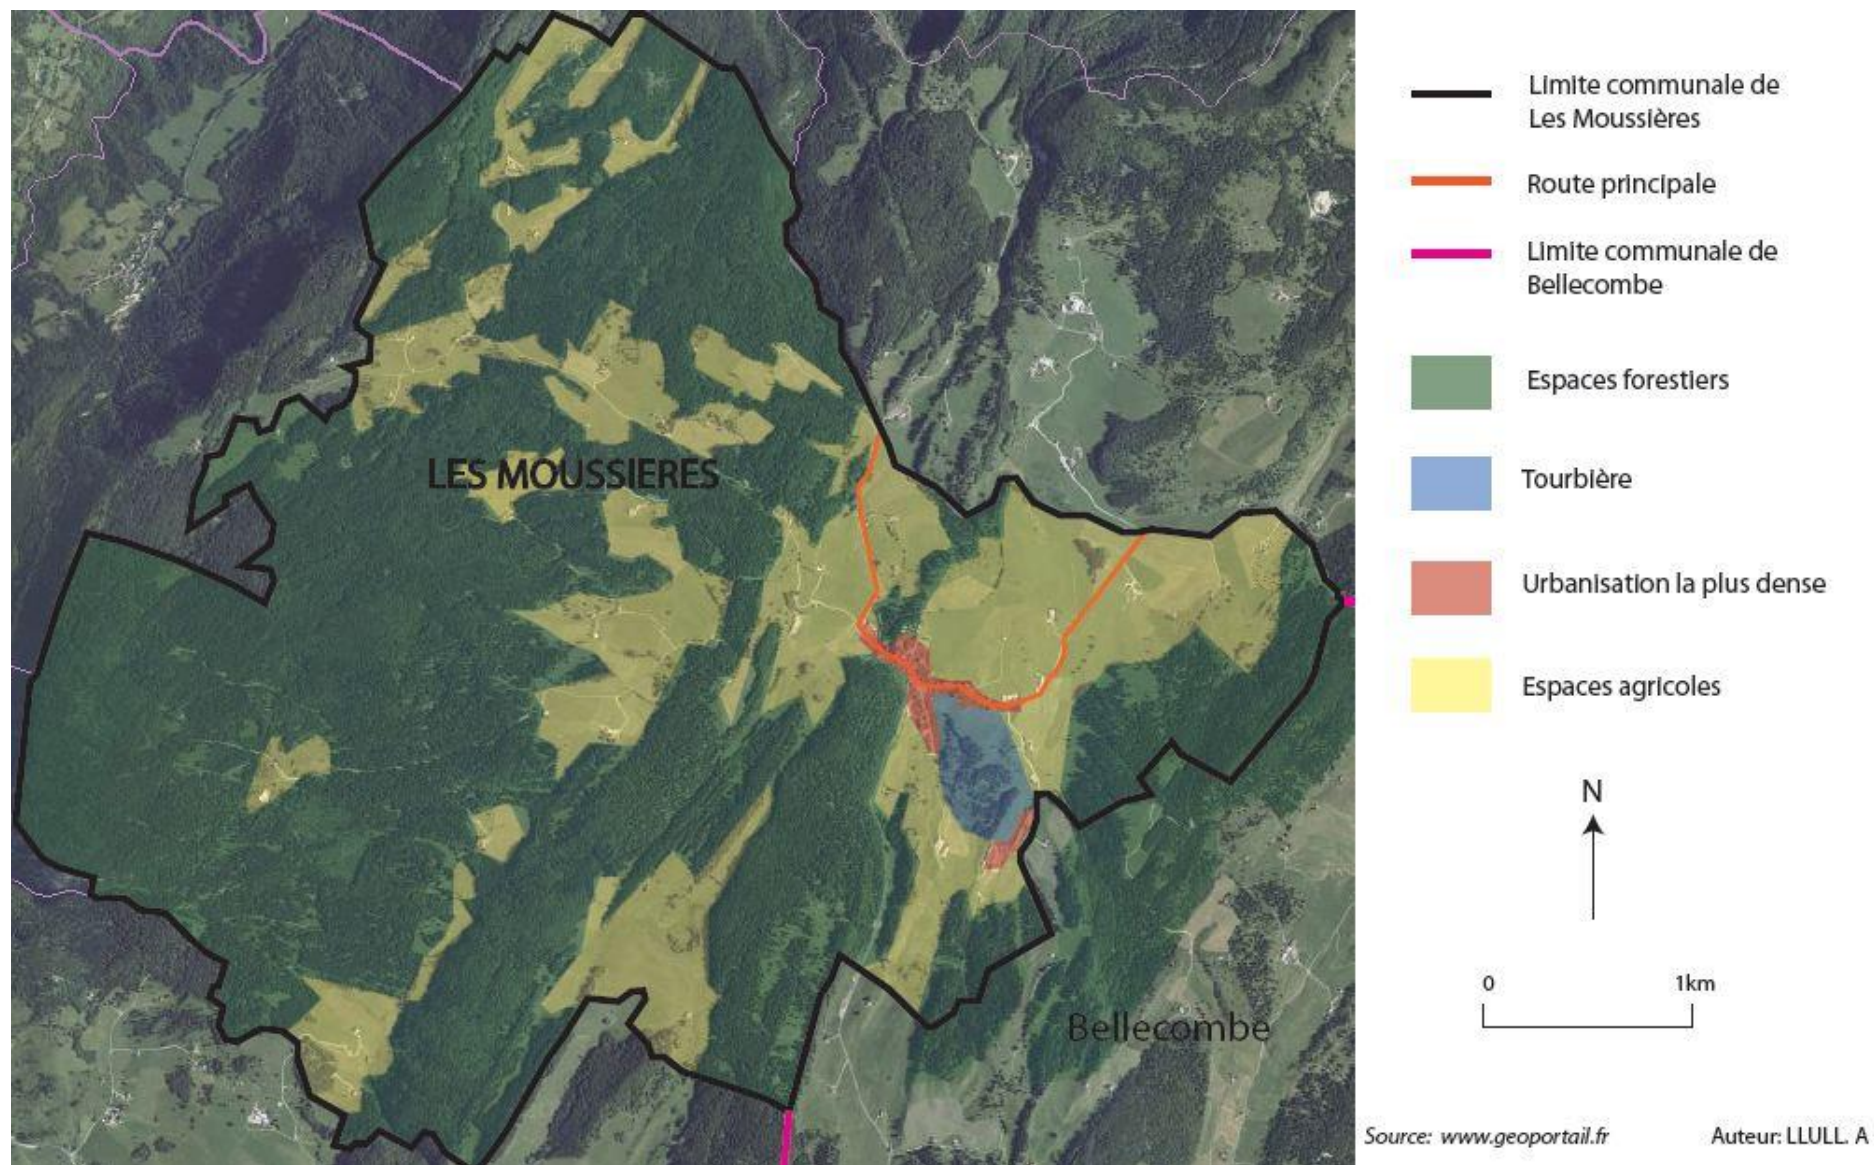 LES MOUSSIERES
Bellecombe
Limite communale de
Les Moussières
Route principale
Limite communale de
Bellecombe
Espaces forestiers
Tourbière
Urbanisation la plus dense
Espaces agricoles
N
0 1km
Source: www.geoportail.fr Auteur: LLULL. A